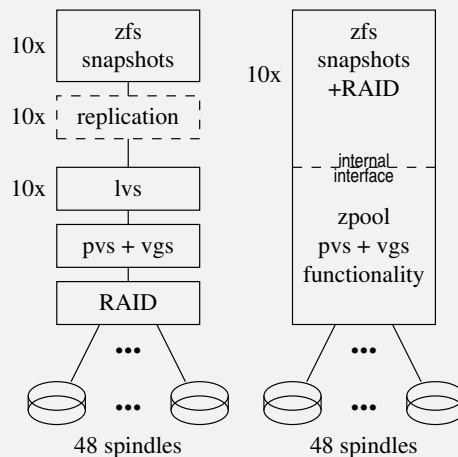 10x
zfs
snapshots
10x
replication
10x
lvs
pvs + vgs
RAID
•••
•••
48 spindles
10x
zfs
snapshots
+RAID
internal
interface
zpool
pvs + vgs
functionality
•••
•••
48 spindles